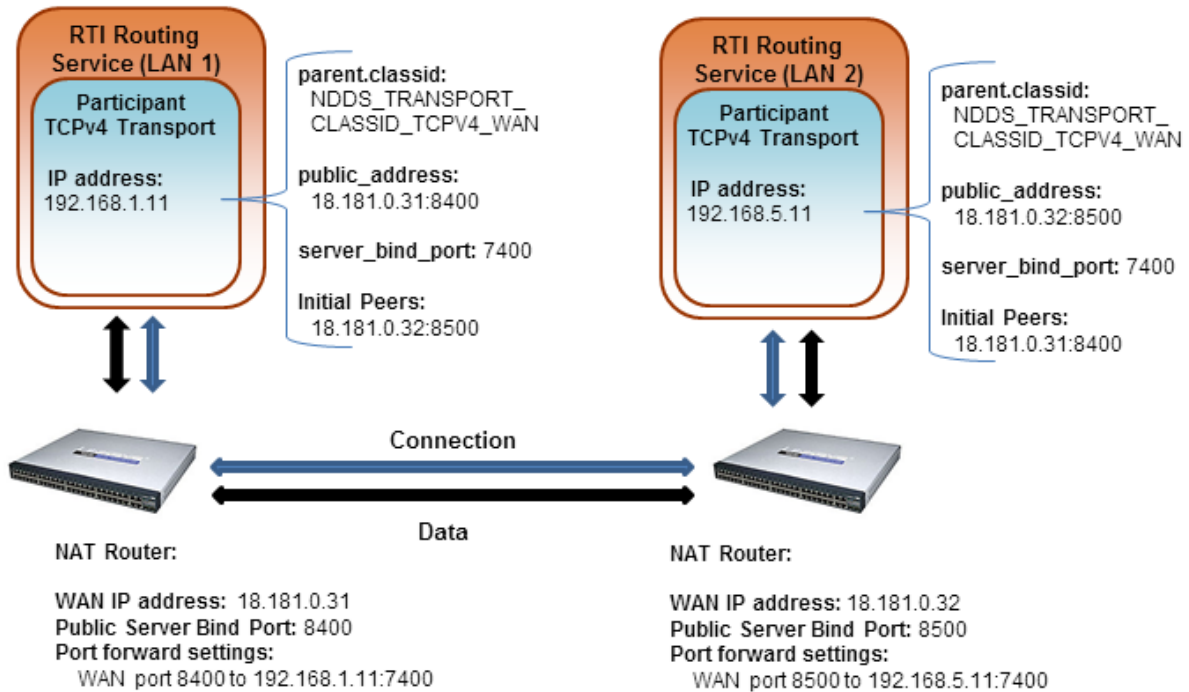 RTI Routing
Service (LAN 1)
Participant
TCPv4 Transport
IP address:
192.168.1.11
parent.classid:
NDDS_TRANSPORT_
CLASSID_TCPV4_WAN
public_address:
18.181.0.31:8400
server_bind_port: 7400
Initial Peers:
18.181.0.32:8500
RTI Routing
Service (LAN 2)
Participant
TCPv4 Transport
IP address:
192.168.5.11
parent.classid:
NDDS_TRANSPORT_
CLASSID_TCPV4_WAN
public_address:
18.181.0.32:8500
server_bind_port: 7400
Initial Peers:
18.181.0.31:8400
Connection
Data
NAT Router:
WAN IP address: 18.181.0.31
Public Server Bind Port: 8400
Port forward settings:
WAN port 8400 to 192.168.1.11:7400
NAT Router:
WAN IP address: 18.181.0.32
Public Server Bind Port: 8500
Port forward settings:
WAN port 8500 to 192.168.5.11:7400